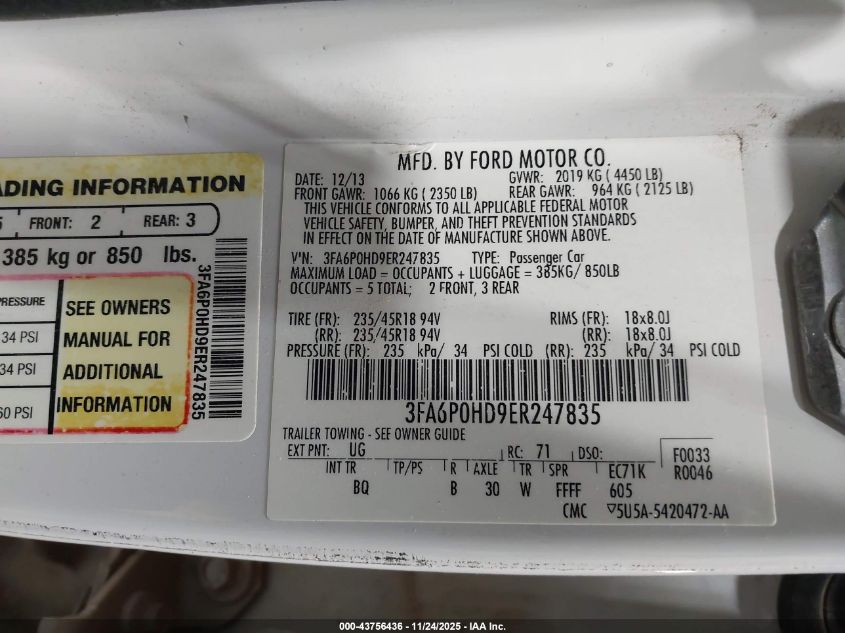 ADING INFORMATION
5 FRONT: 2 REAR: 3
385 kg or 850 lbs.
PRESSURE
34 PSI
34 PSI
60 PSI
SEE OWNERS
MANUAL FOR
ADDITIONAL
INFORMATION
3FA6P0HD9ER247835
MFD. BY FORD MOTOR CO.
DATE: 12/13 GVWR: 2019 KG ( 4450 LB)
FRONT GAWR: 1066 KG ( 2350 LB) REAR GAWR: 964 KG ( 2125 LB)
THIS VEHICLE CONFORMS TO ALL APPLICABLE FEDERAL MOTOR
VEHICLE SAFETY, BUMPER, AND THEFT PREVENTION STANDARDS
IN EFFECT ON THE DATE OF MANUFACTURE SHOWN ABOVE.
VIN: 3FA6P0HD9ER247835 TYPE: Passenger Car
MAXIMUM LOAD = OCCUPANTS + LUGGAGE = 385KG/ 850LB
OCCUPANTS = 5 TOTAL; 2 FRONT, 3 REAR
TIRE (FR): 235/45R18 94V RIMS (FR): 18x8.0J
(RR): 235/45R18 94V (RR): 18x8.0J
PRESSURE (FR): 235 kPa/ 34 PSI COLD (RR): 235 kPa/ 34 PSI COLD
3FA6P0HD9ER247835
TRAILER TOWING - SEE OWNER GUIDE
EXT PNT: UG RC: 71 DSO: F0033
INT TR TP/PS R AXLE TR SPR EC71K R0046
BQ B 30 W FFFF 605
CMC ▽5U5A-5420472-AA
000-43756436 - 11/24/2025 - IAA Inc.